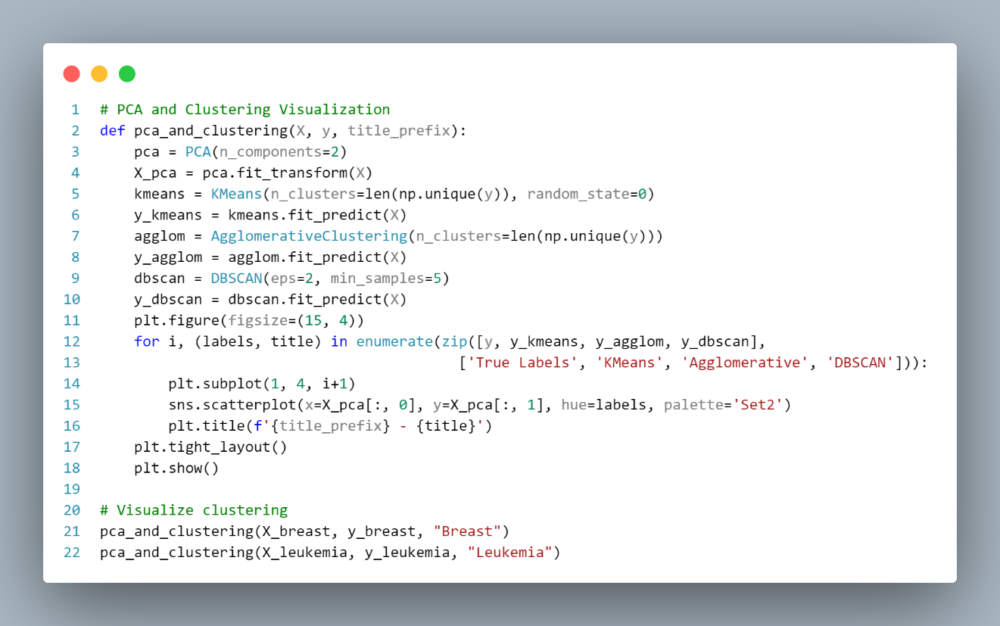 1 # PCA and Clustering Visualization
2 def pca_and_clustering(X, y, title_prefix):
3     pca = PCA(n_components=2)
4     X_pca = pca.fit_transform(X)
5     kmeans = KMeans(n_clusters=len(np.unique(y)), random_state=0)
6     y_kmeans = kmeans.fit_predict(X)
7     agglom = AgglomerativeClustering(n_clusters=len(np.unique(y)))
8     y_agglom = agglom.fit_predict(X)
9     dbscan = DBSCAN(eps=2, min_samples=5)
10     y_dbscan = dbscan.fit_predict(X)
11     plt.figure(figsize=(15, 4))
12     for i, (labels, title) in enumerate(zip([y, y_kmeans, y_agglom, y_dbscan],
13                                           ['True Labels', 'KMeans', 'Agglomerative', 'DBSCAN'])):
14         plt.subplot(1, 4, i+1)
15         sns.scatterplot(x=X_pca[:, 0], y=X_pca[:, 1], hue=labels, palette='Set2')
16         plt.title(f'{title_prefix} - {title}')
17     plt.tight_layout()
18     plt.show()
19
20 # Visualize clustering
21 pca_and_clustering(X_breast, y_breast, "Breast")
22 pca_and_clustering(X_leukemia, y_leukemia, "Leukemia")